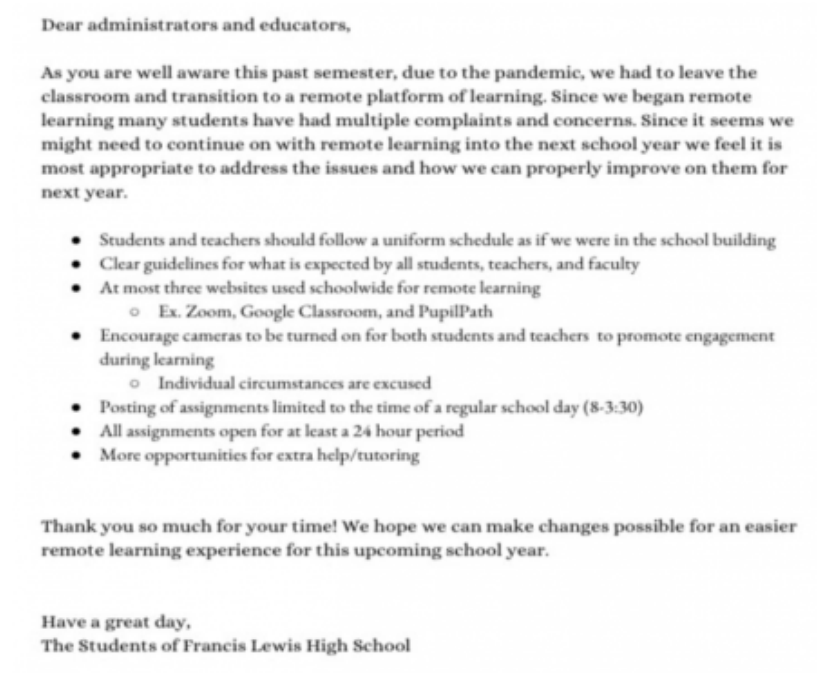 Dear administrators and educators,
As you are well aware this past semester, due to the pandemic, we had to leave the
classroom and transition to a remote platform of learning. Since we began remote
learning many students have had multiple complaints and concerns. Since it seems we
might need to continue on with remote learning into the next school year we feel it is
most appropriate to address the issues and how we can properly improve on them for
next year.
● Students and teachers should follow a uniform schedule as if we were in the school building
● Clear guidelines for what is expected by all students, teachers, and faculty
● At most three websites used schoolwide for remote learning
○ Ex. Zoom, Google Classroom, and PupilPath
● Encourage cameras to be turned on for both students and teachers to promote engagement
during learning
○ Individual circumstances are excused
● Posting of assignments limited to the time of a regular school day (8-3:30)
● All assignments open for at least a 24 hour period
● More opportunities for extra help/tutoring
Thank you so much for your time! We hope we can make changes possible for an easier
remote learning experience for this upcoming school year.
Have a great day,
The Students of Francis Lewis High School